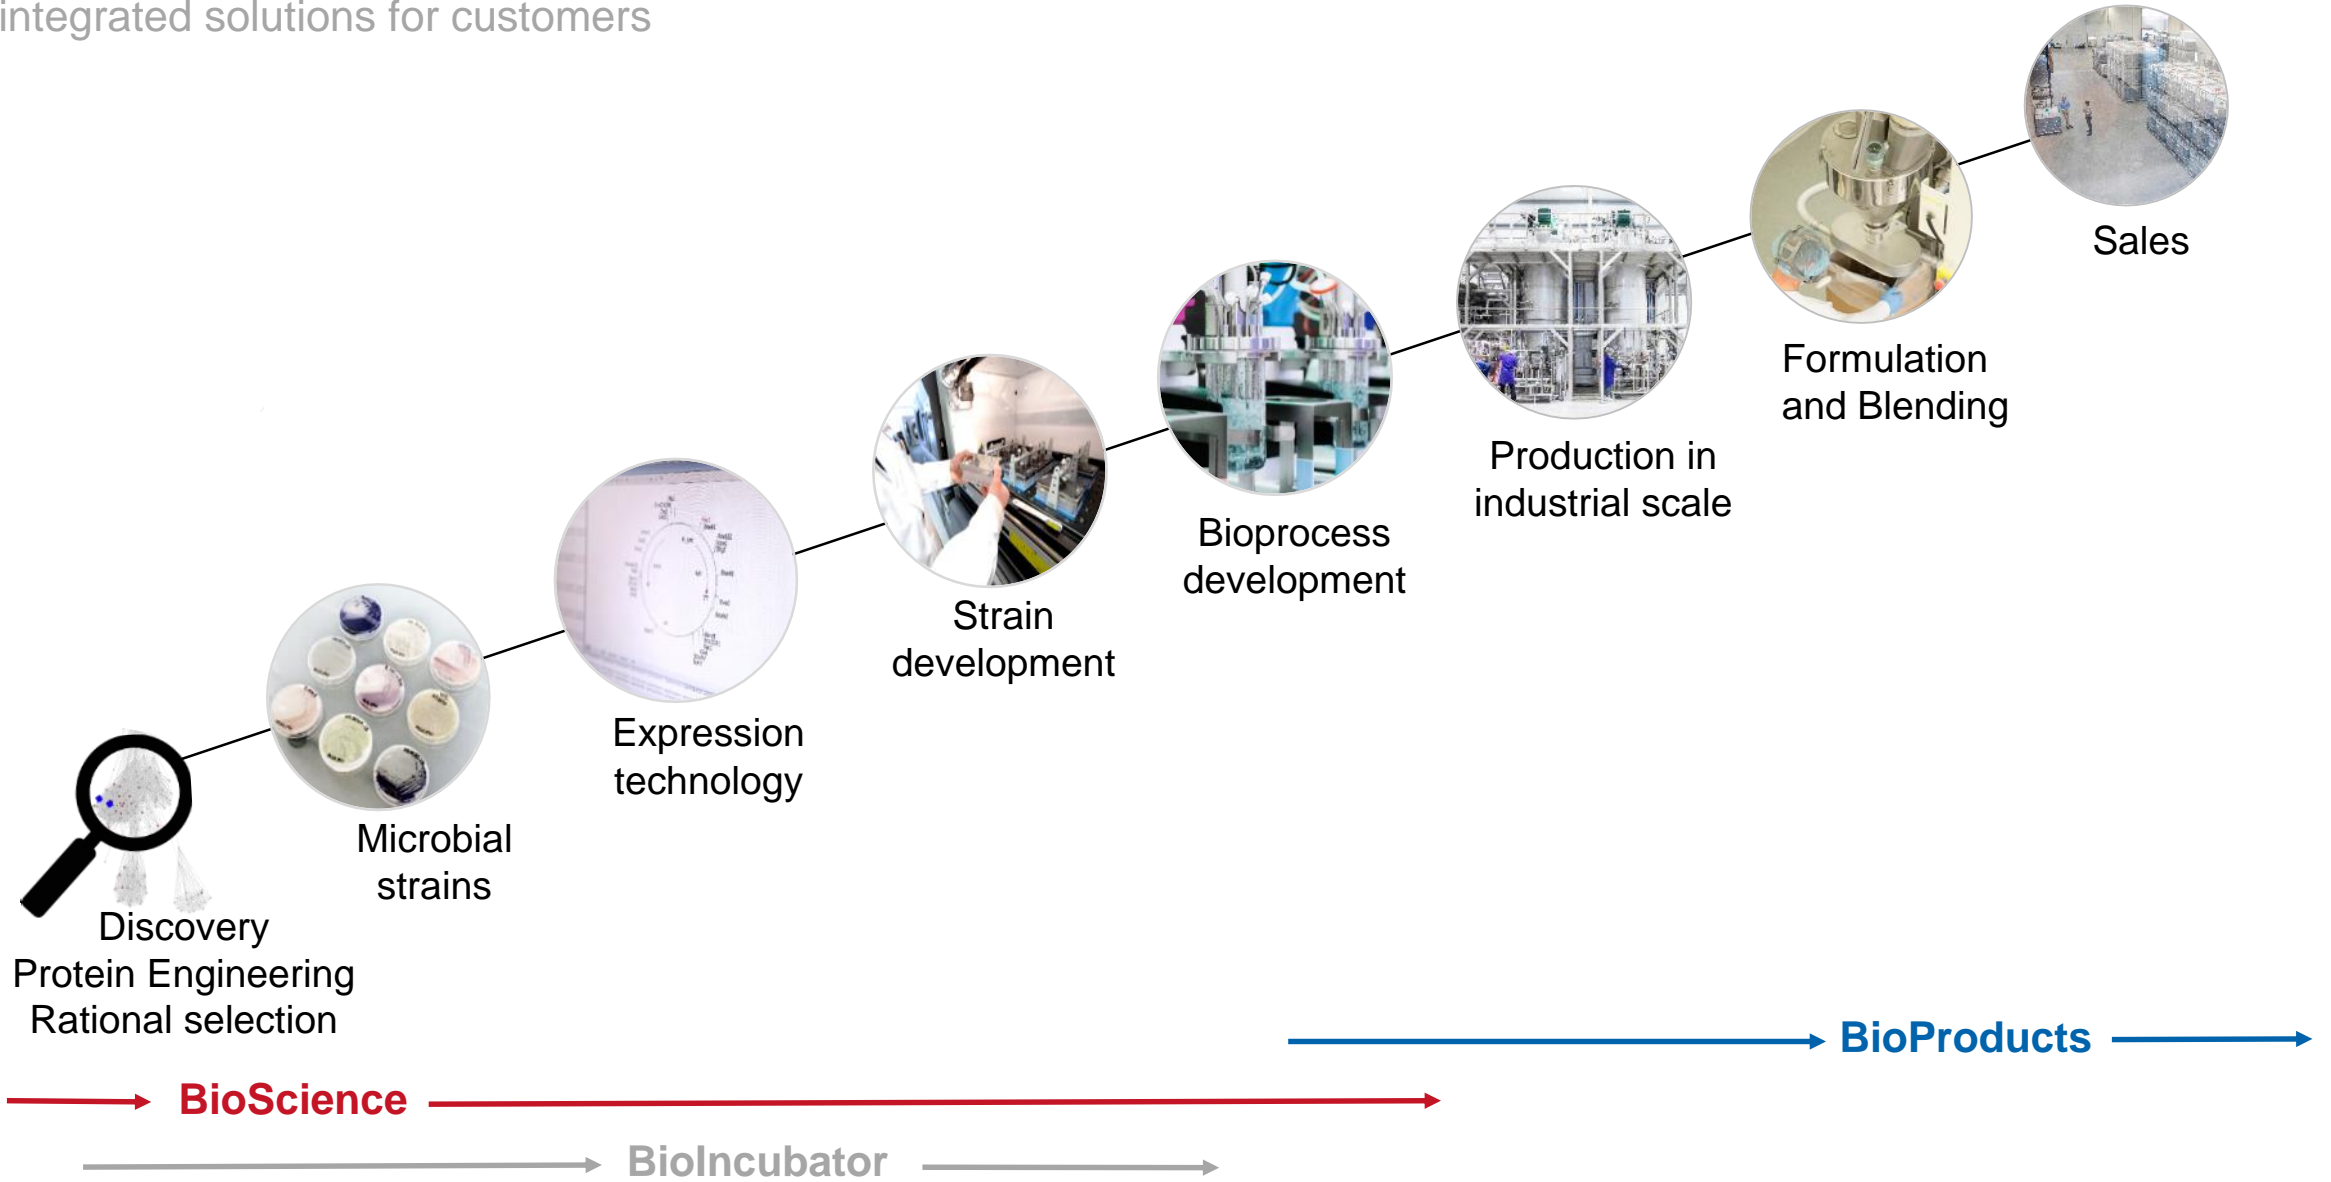 integrated solutions for customers
Sales
Formulation
and Blending
Production in
industrial scale
Bioprocess
development
Strain
development
Expression
technology
Microbial
strains
Discovery
Protein Engineering
Rational selection
BioProducts
BioScience
BioIncubator